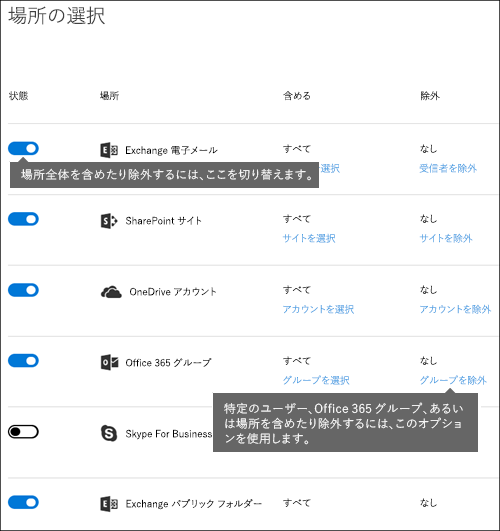 場所の選択
状態 場所 含める 除外
Exchange 電子メール すべて なし
を選択 受信者を除外
場所全体を含めたり除外するには、ここを切り替えます。
SharePoint サイト すべて なし
サイトを選択 サイトを除外
OneDrive アカウント すべて なし
アカウントを選択 アカウントを除外
Office 365 グループ すべて なし
グループを選択 グループを除外
特定のユーザー、Office 365 グループ、あるい
は場所を含めたり除外するには、このオプショ
ンを使用します。
Skype For Business
Exchange パブリック フォルダー すべて なし